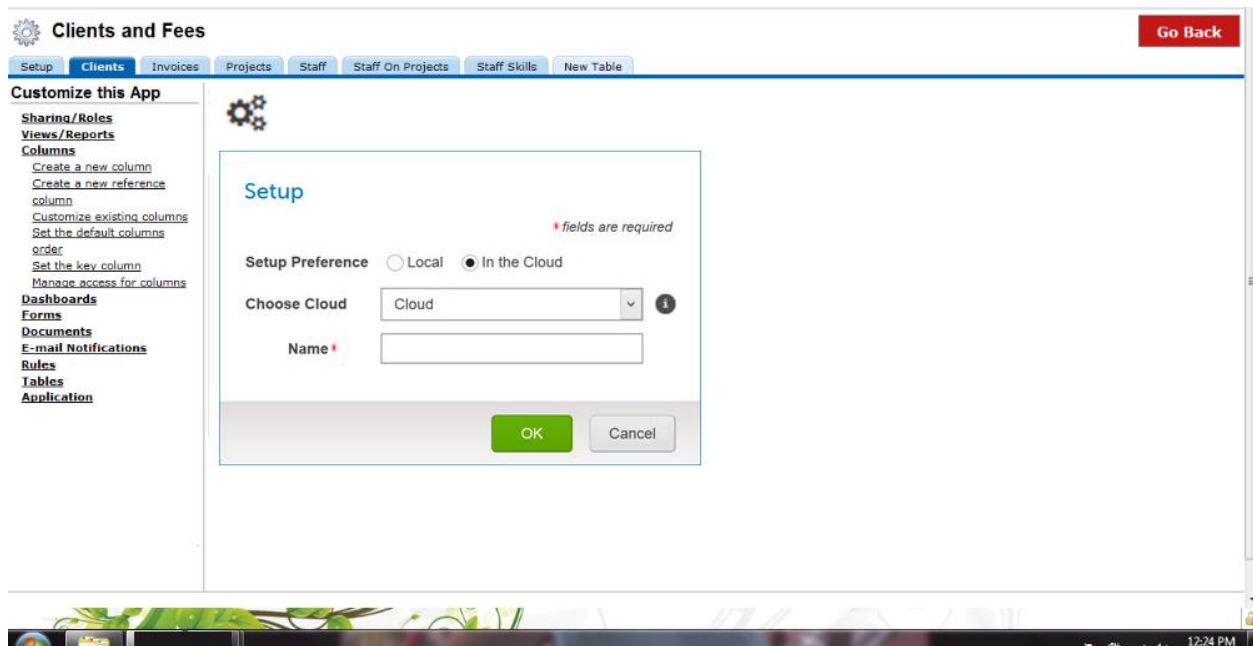 Clients and Fees
Go Back
Setup Clients Invoices Projects Staff Staff On Projects Staff Skills New Table
Customize this App
Sharing/Roles
Views/Reports
Columns
Create a new column
Create a new reference
column
Customize existing columns
Set the default columns
order
Set the key column
Manage access for columns
Dashboards
Forms
Documents
E-mail Notifications
Rules
Tables
Application
Setup
* fields are required
Setup Preference Local In the Cloud
Choose Cloud Cloud i
Name *
OK Cancel
12:24 PM